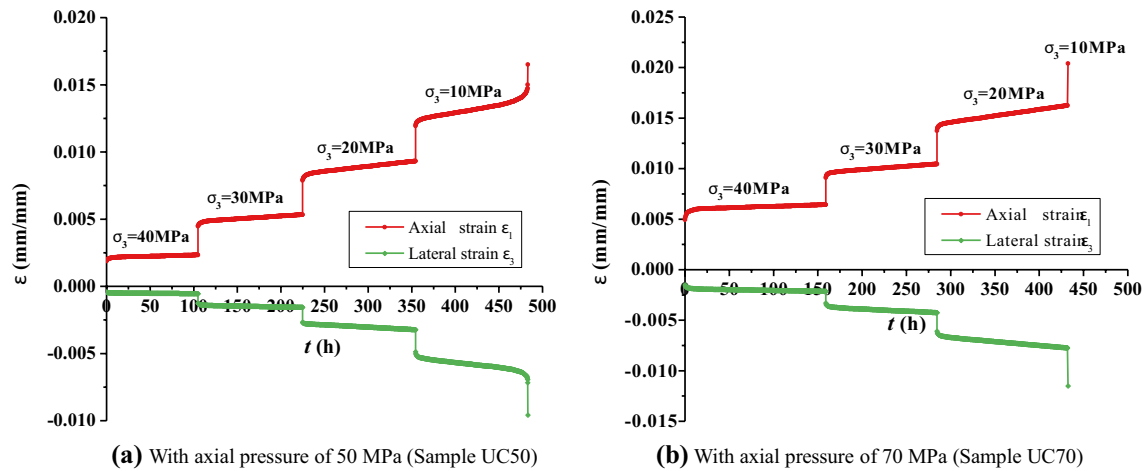 0.020
0.015
0.010
0.005
0.000
-0.005
-0.010
ε (mm/mm)
0 50 100 150 200 250 300 350 400 450 500
t (h)
σ3=40MPa
σ3=30MPa
σ3=20MPa
σ3=10MPa
Axial strain ε1
Lateral strain ε3
(a) With axial pressure of 50 MPa (Sample UC50)
0.025
0.020
0.015
0.010
0.005
0.000
-0.005
-0.010
-0.015
ε (mm/mm)
0 50 100 150 200 250 300 350 400 450 500
t (h)
σ3=40MPa
σ3=30MPa
σ3=20MPa
σ3=10MPa
Axial strain ε1
Lateral strain ε3
(b) With axial pressure of 70 MPa (Sample UC70)